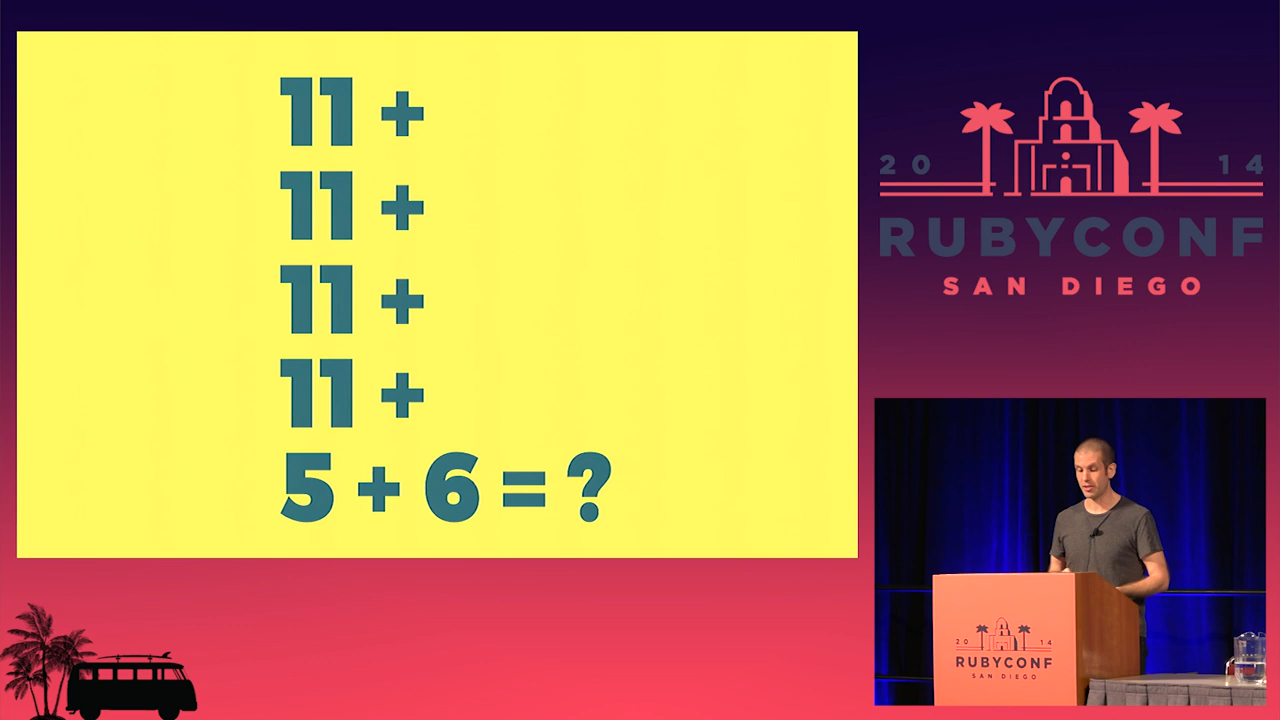 11 +
11 +
11 +
11 +
5 + 6 = ?
20 14
RUBYCONF
SAN DIEGO
20 14
RUBYCONF
SAN DIEGO